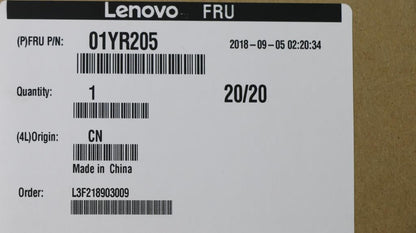 Lenovo FRU
(P)FRU P/N: 01YR205 2018-09-05 02:20:34
Quantity: 1 20/20
(4L)Origin: CN
Made in China
Order: L3F218903009